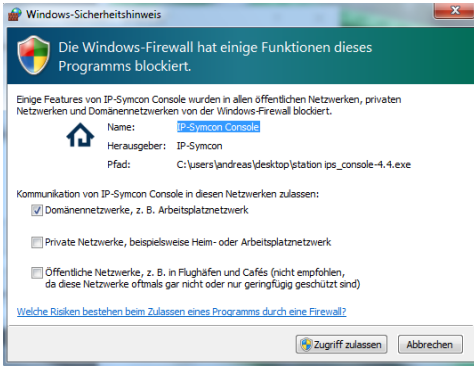 Windows-Sicherheitshinweis
Die Windows-Firewall hat einige Funktionen dieses
Programms blockiert.
Einige Features von IP-Symcon Console wurden in allen öffentlichen Netzwerken, privaten
Netzwerken und Domänennetzwerken von der Windows-Firewall blockiert.
Name: IP-Symcon Console
Herausgeber: IP-Symcon
Pfad: C:\users\andreas\desktop\station ips_console-4.4.exe
Kommunikation von IP-Symcon Console in diesen Netzwerken zulassen:
Domänennetzwerke, z. B. Arbeitsplatznetzwerk
Private Netzwerke, beispielsweise Heim- oder Arbeitsplatznetzwerk
Öffentliche Netzwerke, z. B. in Flughäfen und Cafés (nicht empfohlen,
da diese Netzwerke oftmals gar nicht oder nur geringfügig geschützt sind)
Welche Risiken bestehen beim Zulassen eines Programms durch eine Firewall?
Zugriff zulassen Abbrechen